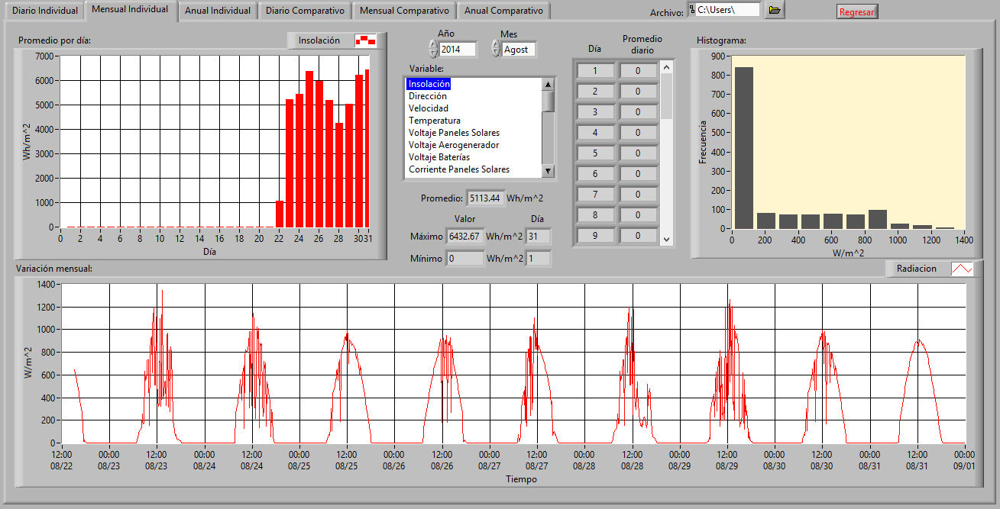 Diario Individual
Mensual Individual
Anual Individual
Diario Comparativo
Mensual Comparativo
Anual Comparativo
Archivo:
C:\Users\
Regresar
Promedio por día:
Insolación
7000
6000
5000
4000
3000
2000
1000
0
Wh/m^2
0 2 4 6 8 10 12 14 16 18 20 22 24 26 28 30 31
Día
Año
2014
Mes
Agost
Variable:
Insolación
Dirección
Velocidad
Temperatura
Voltaje Paneles Solares
Voltaje Aerogenerador
Voltaje Baterías
Corriente Paneles Solares
Promedio: 5113.44 Wh/m^2
Valor Día
Máximo 6432.67 Wh/m^2 31
Mínimo 0 Wh/m^2 1
Día
Promedio
diario
1 0
2 0
3 0
4 0
5 0
6 0
7 0
8 0
9 0
Histograma:
900
800
700
600
500
400
300
200
100
0
Frecuencia
0 200 400 600 800 1000 1200 1400
W/m^2
Variación mensual:
Radiacion
1400
1200
1000
800
600
400
200
0
W/m^2
12:00 00:00 12:00 00:00 12:00 00:00 12:00 00:00 12:00 00:00 12:00 00:00 12:00 00:00 12:00 00:00 12:00 00:00 12:00 00:00
08/22 08/23 08/23 08/24 08/24 08/25 08/25 08/26 08/26 08/27 08/27 08/28 08/28 08/29 08/29 08/30 08/30 08/31 08/31 09/01
Tiempo